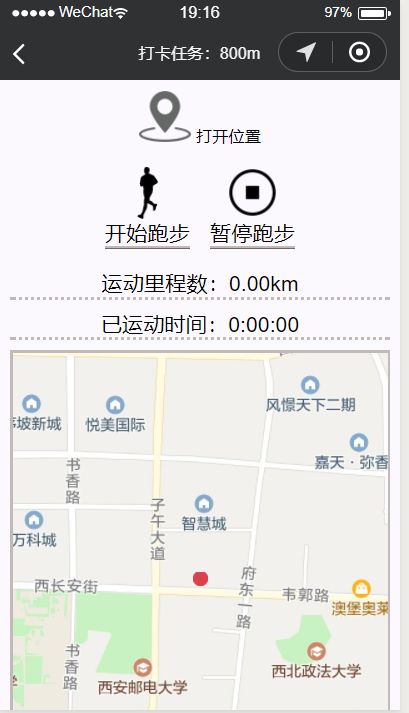 WeChat 19:16 97%
打卡任务：800m
打开位置
开始跑步 暂停跑步
运动里程数：0.00km
已运动时间：0:00:00
风憬天下二期
坡新城
悦美国际
嘉天·弥香
书香路
子午大道
智慧城
万科城
府东一路
西长安街
韦郭路
澳堡奥莱
书香路
西北政法大学
西安邮电大学